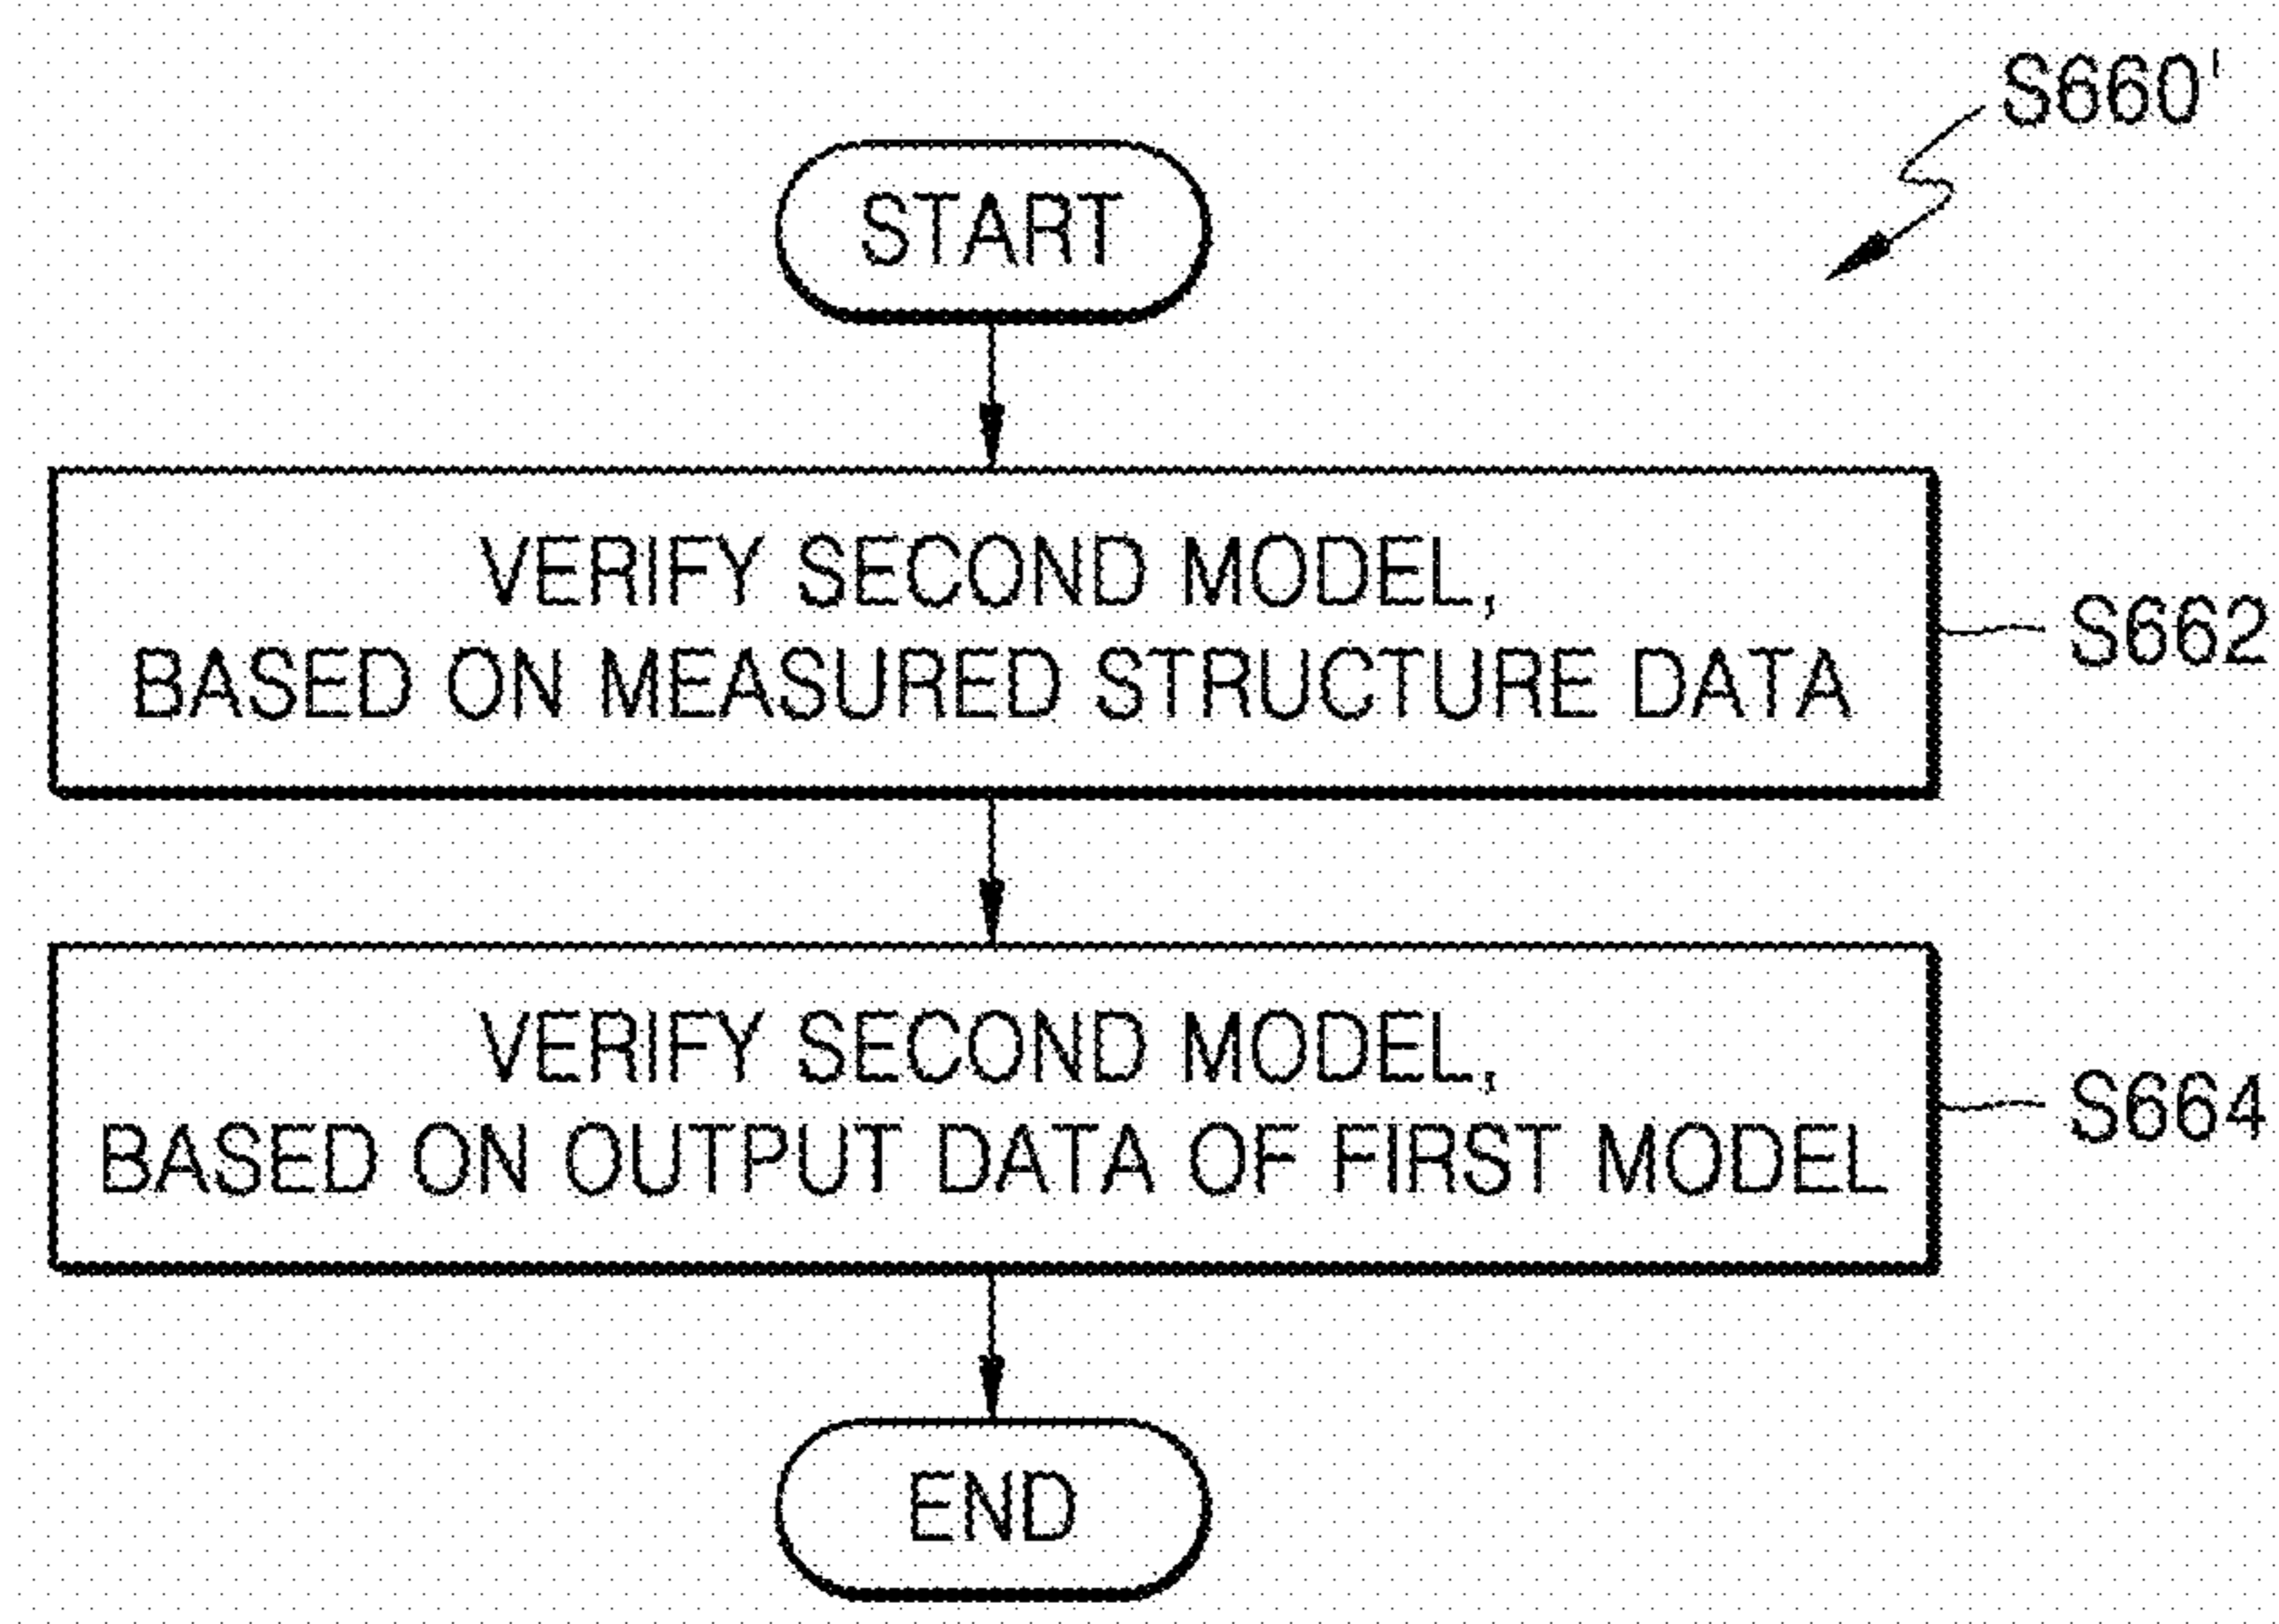 S660'
START
VERIFY SECOND MODEL,
BASED ON MEASURED STRUCTURE DATA
S662
VERIFY SECOND MODEL,
BASED ON OUTPUT DATA OF FIRST MODEL
S664
END